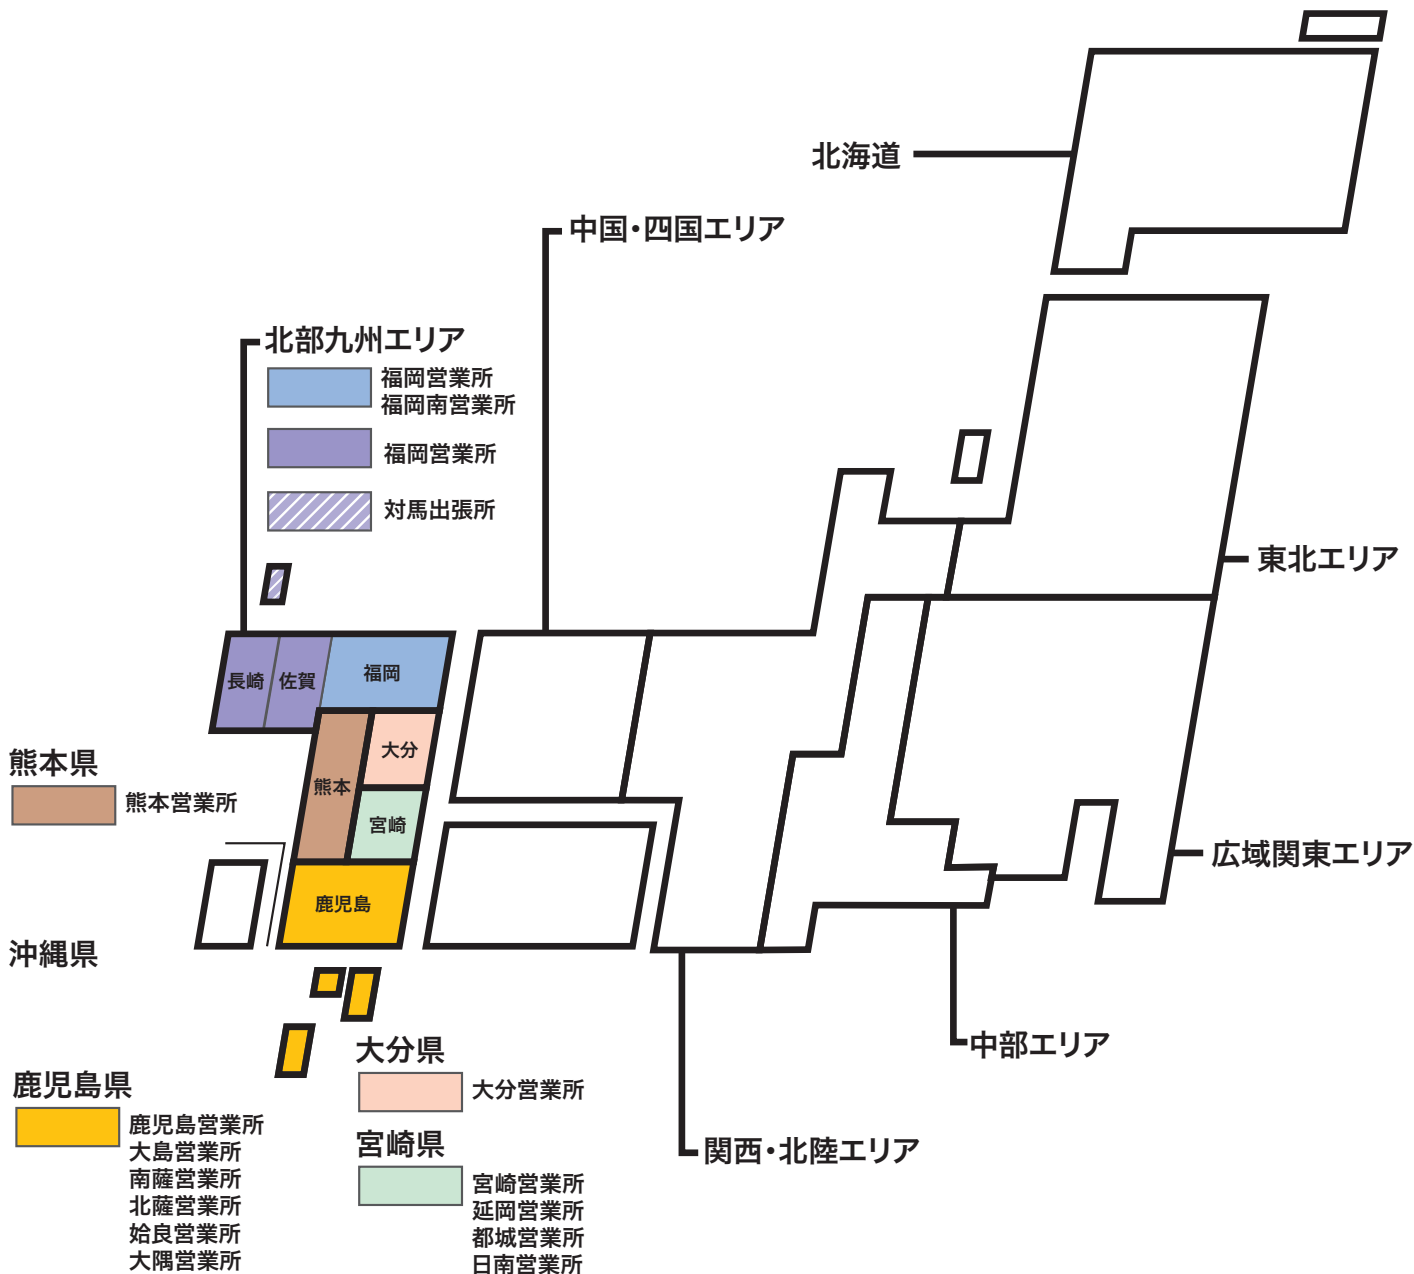 北海道
中国・四国エリア
北部九州エリア
福岡営業所
福岡南営業所
福岡営業所
対馬出張所
東北エリア
長崎
佐賀
福岡
大分
熊本
宮崎
鹿児島
熊本県
熊本営業所
広域関東エリア
沖縄県
中部エリア
関西・北陸エリア
大分県
大分営業所
宮崎県
宮崎営業所
延岡営業所
都城営業所
日南営業所
鹿児島県
鹿児島営業所
大島営業所
南薩営業所
北薩営業所
姶良営業所
大隅営業所